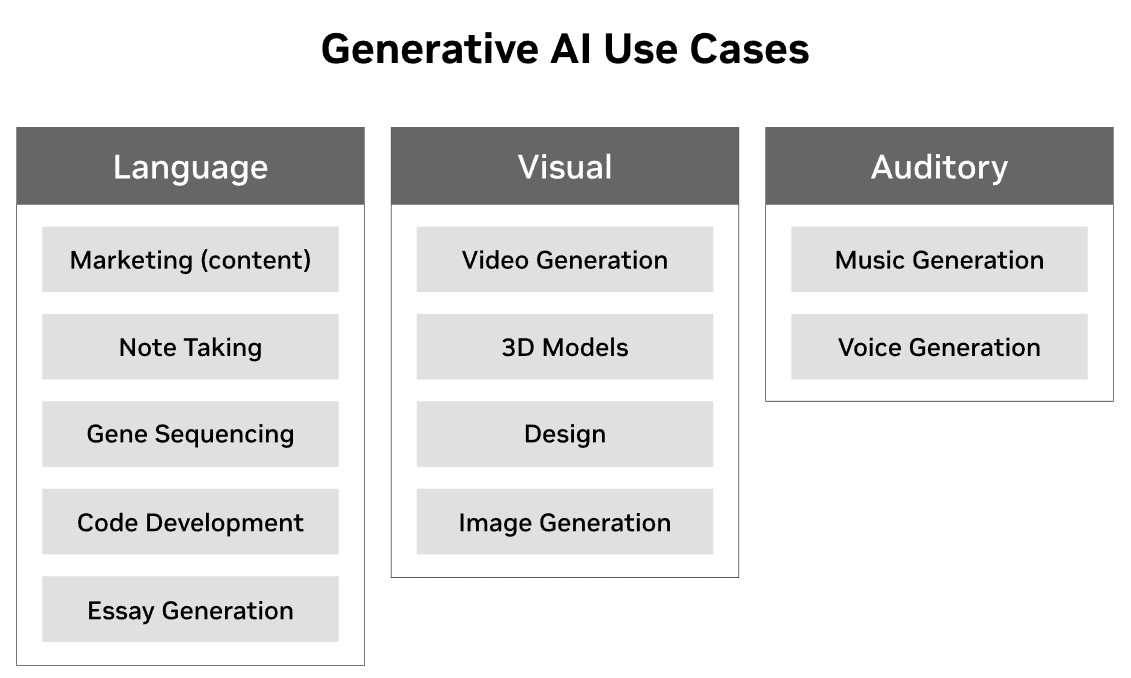 Generative AI Use Cases
Language
Marketing (content)
Note Taking
Gene Sequencing
Code Development
Essay Generation
Visual
Video Generation
3D Models
Design
Image Generation
Auditory
Music Generation
Voice Generation